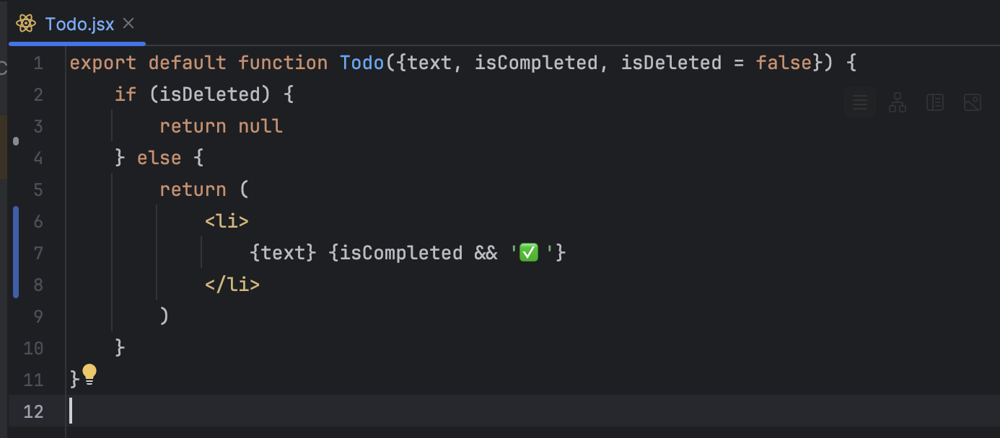 Todo.jsx
1 export default function Todo({text, isCompleted, isDeleted = false}) {
2     if (isDeleted) {
3         return null
4     } else {
5         return (
6             <li>
7                 {text} {isCompleted && '✅'}
8             </li>
9         )
10     }
11 }
12